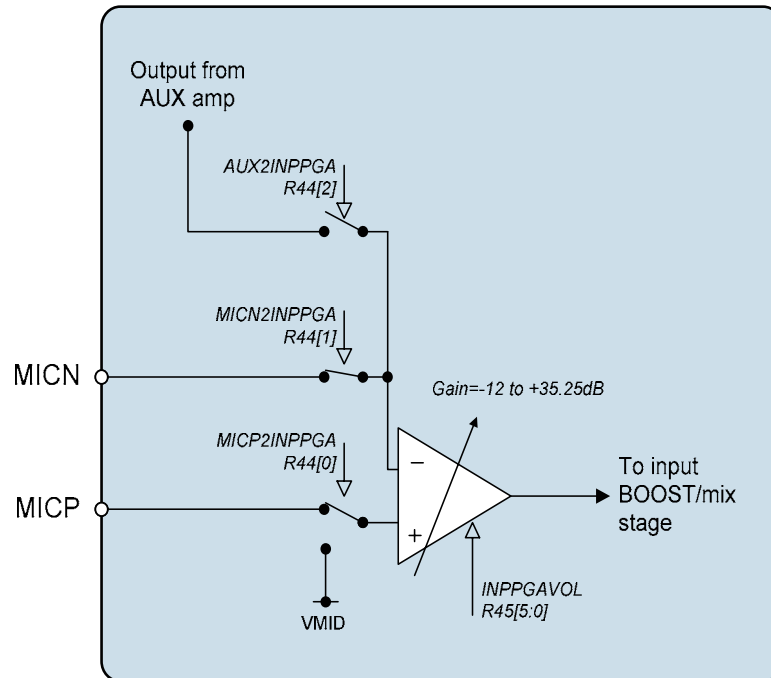 Output from
AUX amp
AUX2INPPGA
R44[2]
MICN2INPPGA
R44[1]
MICN
Gain=-12 to +35.25dB
MICP2INPPGA
R44[0]
MICP
−
+
To input
BOOST/mix
stage
VMID
INPPGAVOL
R45[5:0]